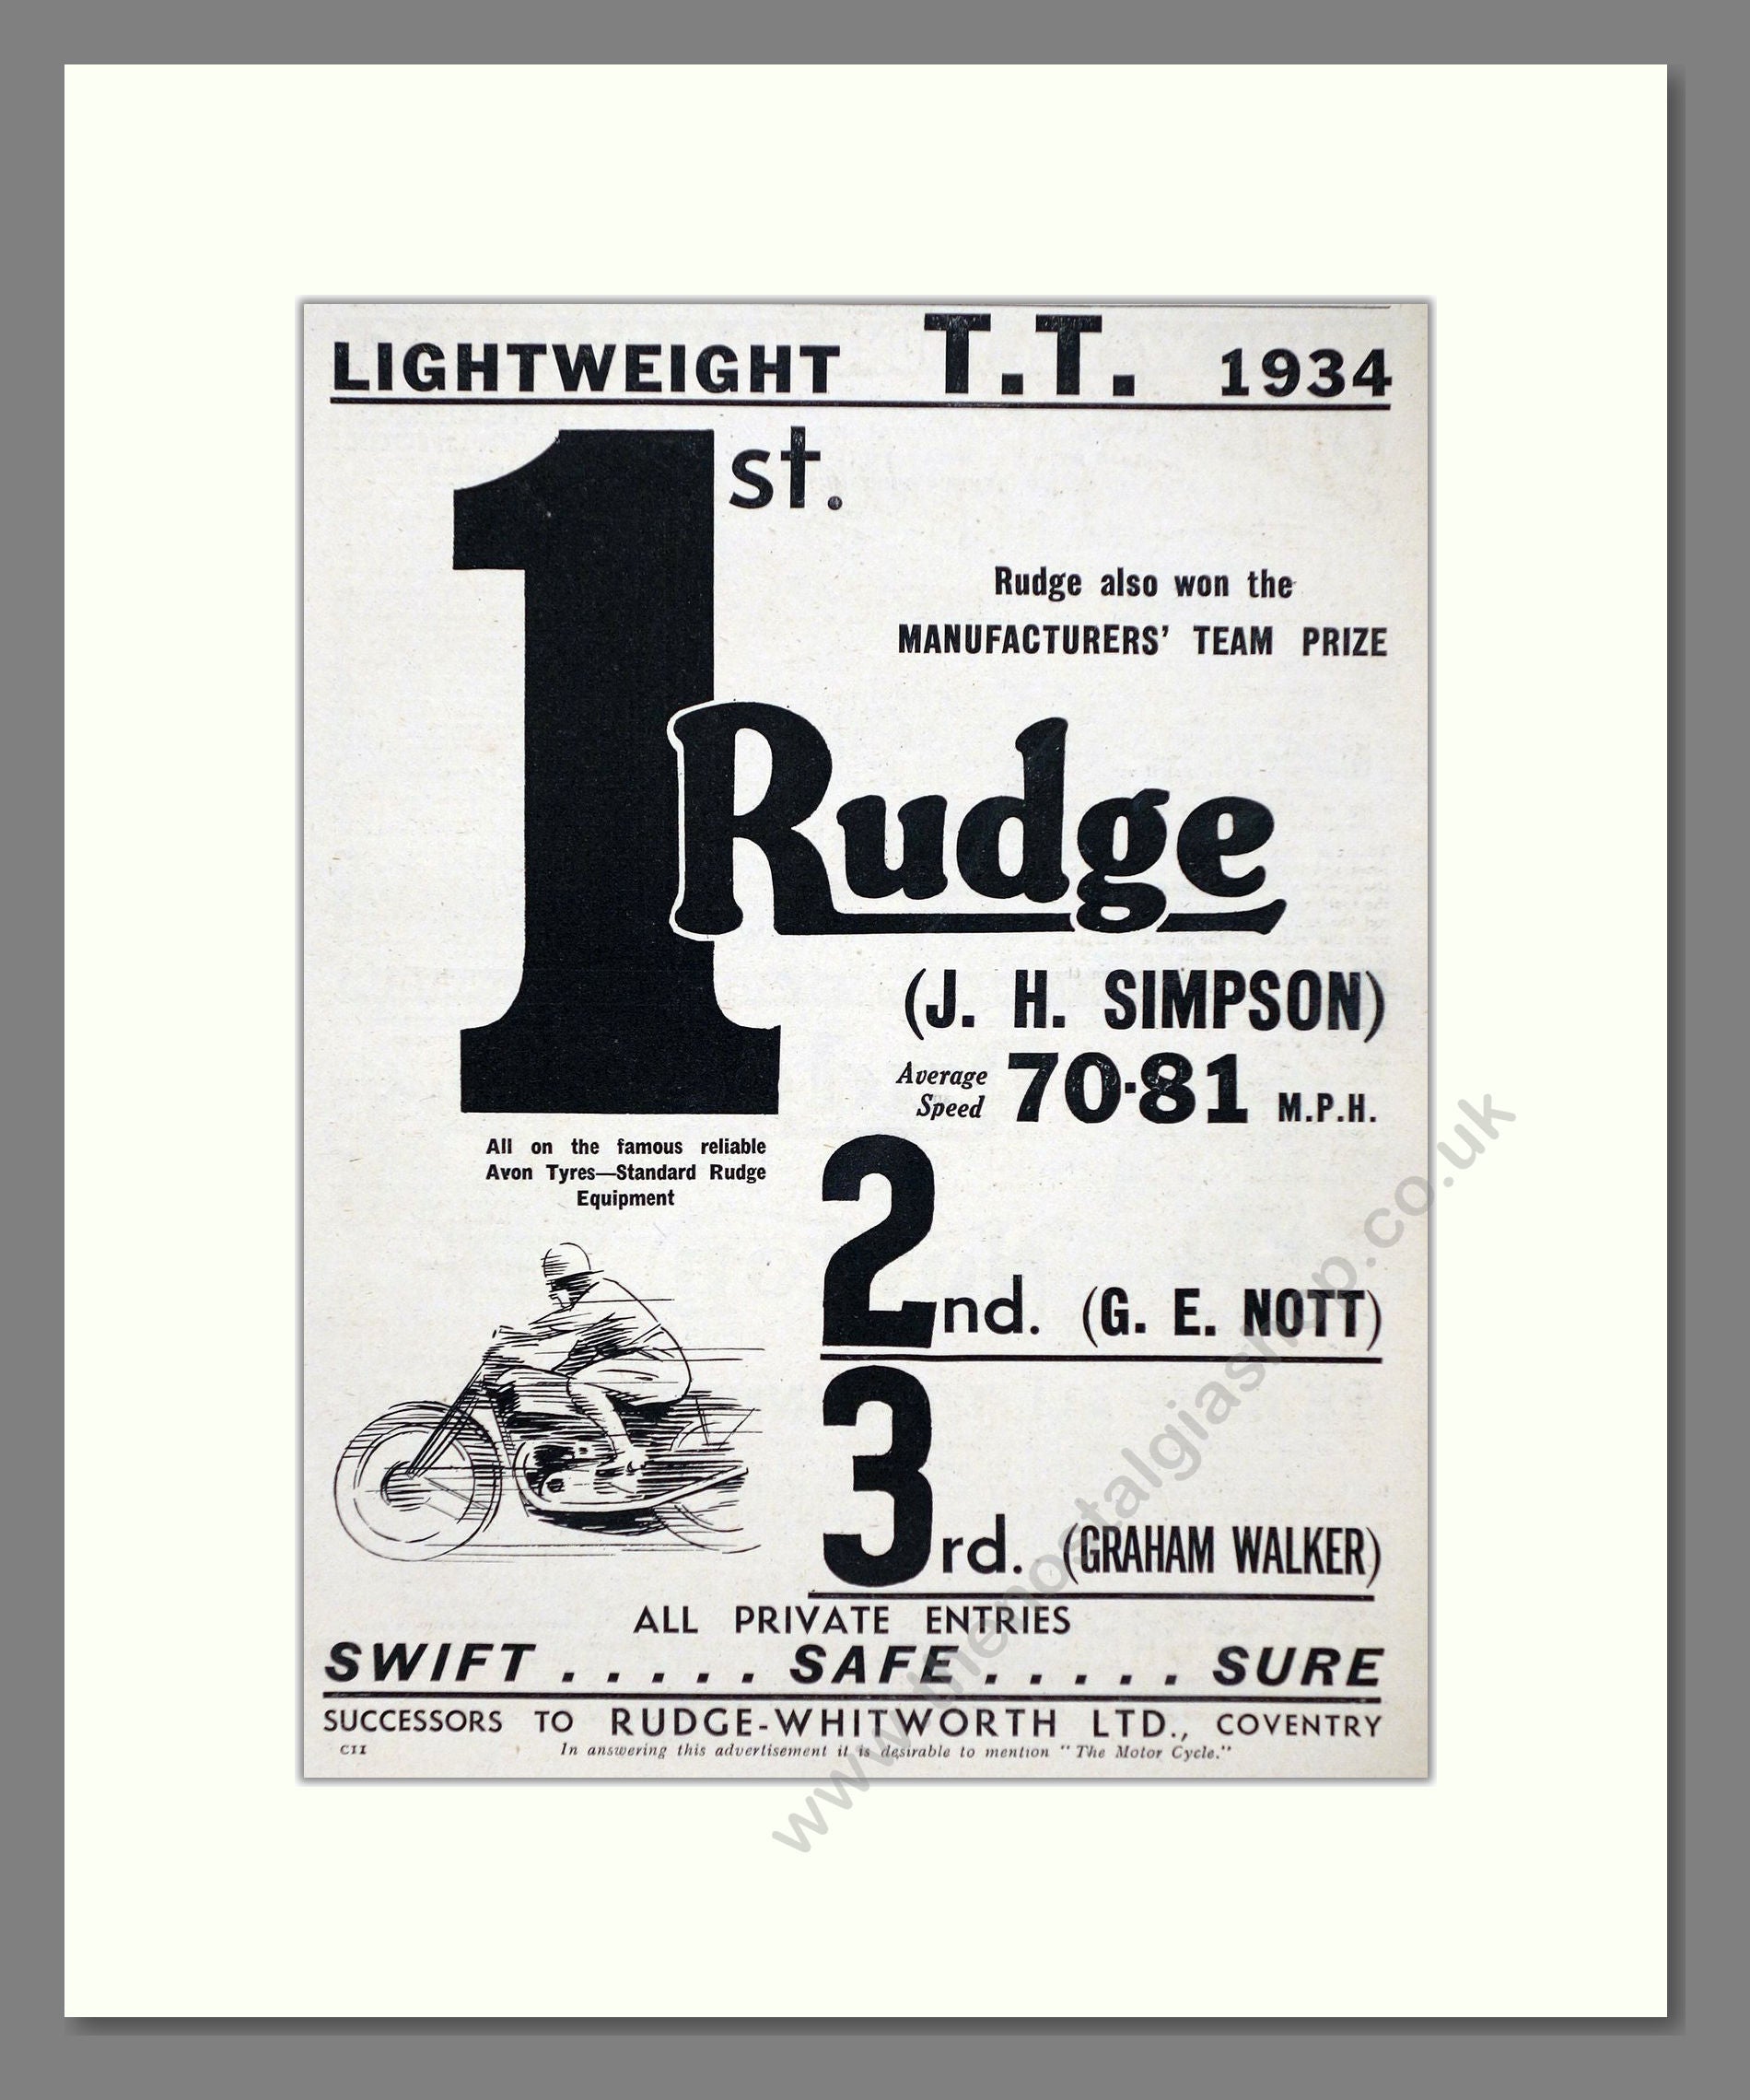 LIGHTWEIGHT T.T. 1934
1st.
Rudge also won the
MANUFACTURERS' TEAM PRIZE
Rudge
(J. H. SIMPSON)
Average Speed 70·81 M.P.H.
All on the famous reliable
Avon Tyres—Standard Rudge
Equipment
2nd. (G. E. NOTT)
3rd. (GRAHAM WALKER)
ALL PRIVATE ENTRIES
SWIFT ..... SAFE ..... SURE
SUCCESSORS TO RUDGE-WHITWORTH LTD., COVENTRY
C11 In answering this advertisement it is desirable to mention "The Motor Cycle."
www.thenostalgiashop.co.uk